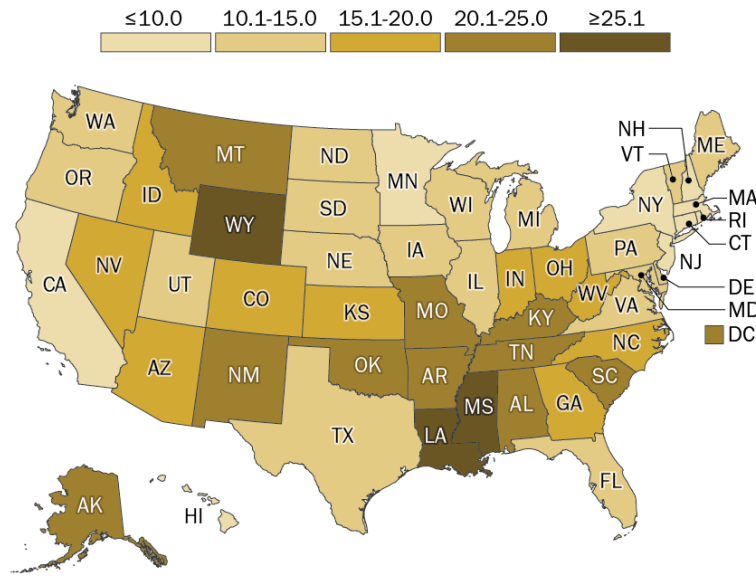 ≤10.0 10.1-15.0 15.1-20.0 20.1-25.0 ≥25.1
WA
MT
ND
MN
NH
VT
ME
OR
ID
WY
SD
WI
MI
NY
MA
RI
CT
NV
UT
CO
NE
IA
IL
IN
OH
PA
NJ
CA
KS
MO
KY
WV
VA
DE
MD
DC
AZ
NM
OK
AR
TN
NC
SC
TX
LA
MS
AL
GA
FL
AK
HI